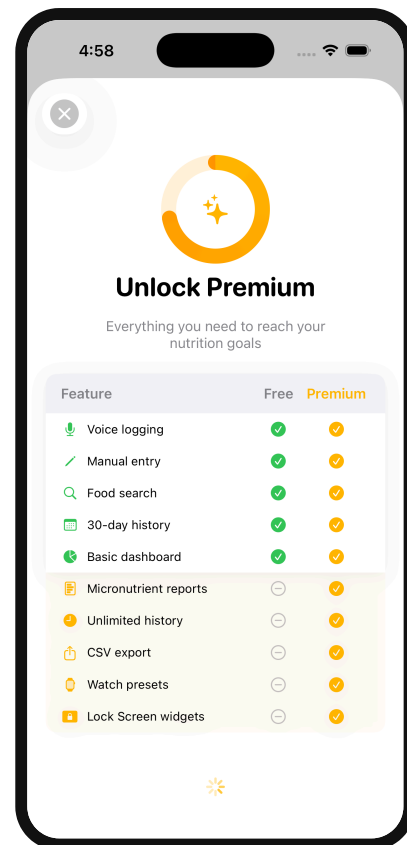 4:58
Unlock Premium
Everything you need to reach your
nutrition goals
Feature Free Premium
Voice logging
Manual entry
Food search
30-day history
Basic dashboard
Micronutrient reports
Unlimited history
CSV export
Watch presets
Lock Screen widgets